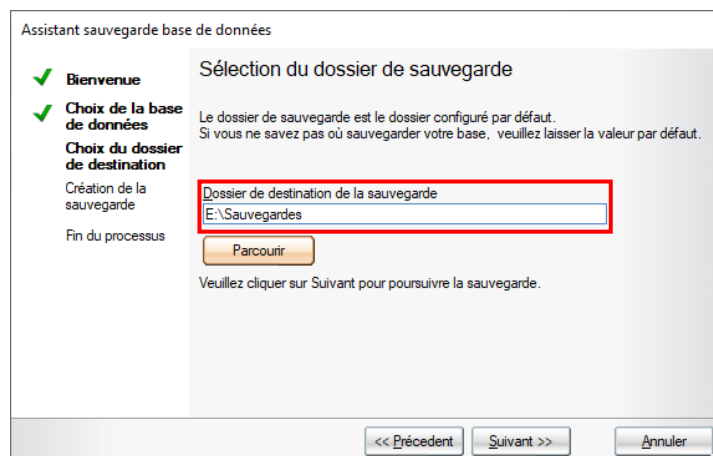 Assistant sauvegarde base de données
Bienvenue
Choix de la base
de données
Choix du dossier
de destination
Création de la
sauvegarde
Fin du processus
Sélection du dossier de sauvegarde
Le dossier de sauvegarde est le dossier configuré par défaut.
Si vous ne savez pas où sauvegarder votre base, veuillez laisser la valeur par défaut.
Dossier de destination de la sauvegarde
E:\Sauvegardes
Parcourir
Veuillez cliquer sur Suivant pour poursuivre la sauvegarde.
<< Précedent
Suivant >>
Annuler